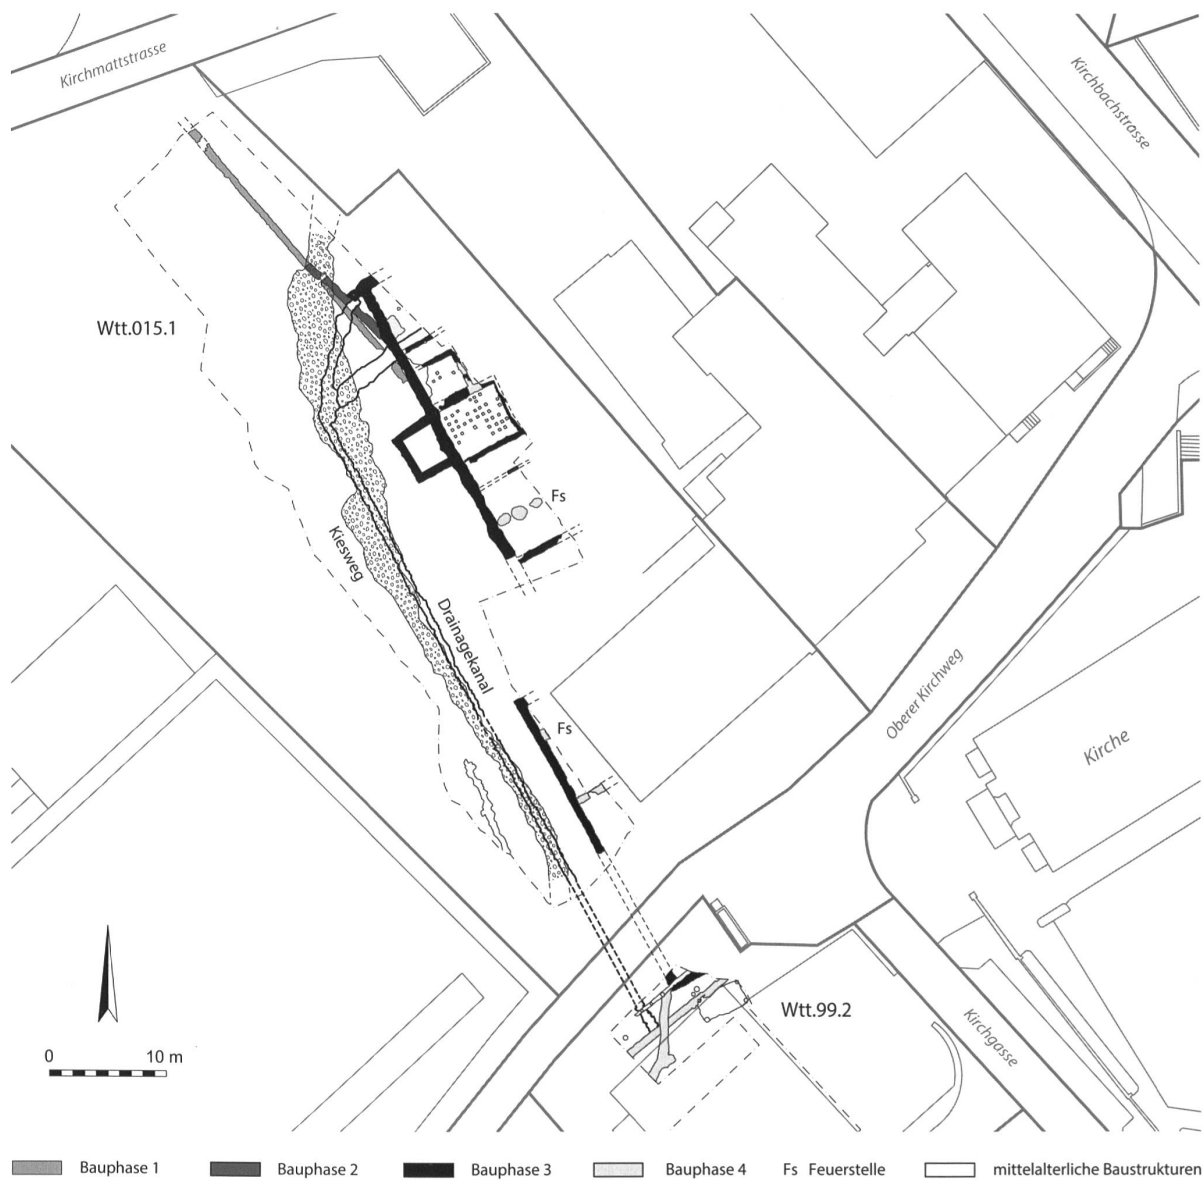 Kirchmattstrasse
Kirchbachstrasse
Wtt.015.1
Fs
Kiesweg
Drainagekanal
Fs
Oberer Kirchweg
Kirche
Wtt.99.2
Kirchgasse
0 10 m
Bauphase 1 Bauphase 2 Bauphase 3 Bauphase 4 Fs Feuerstelle mittelalterliche Baustrukturen